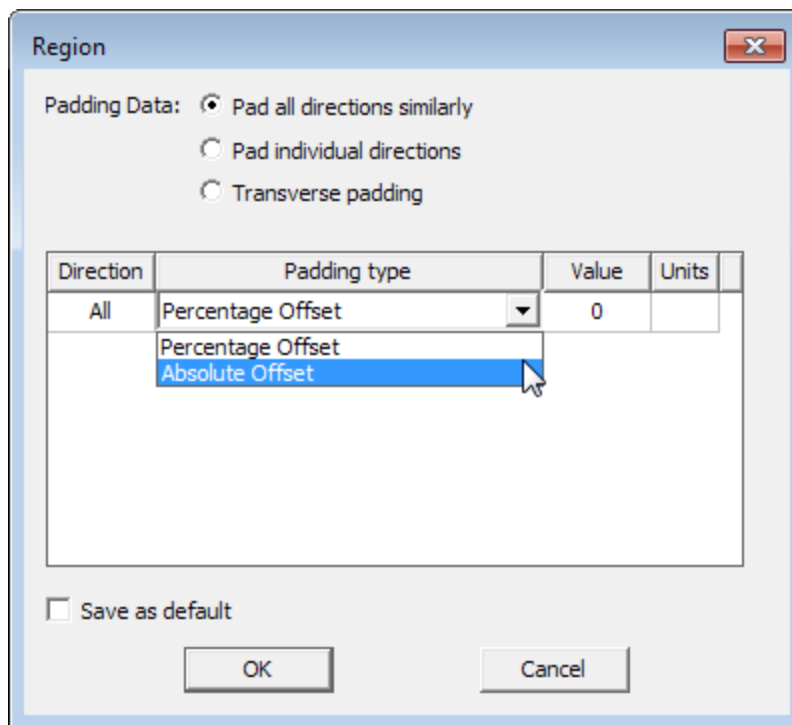 Region
Padding Data: Pad all directions similarly
Pad individual directions
Transverse padding
Direction Padding type Value Units
All Percentage Offset 0
Percentage Offset
Absolute Offset
Save as default
OK Cancel